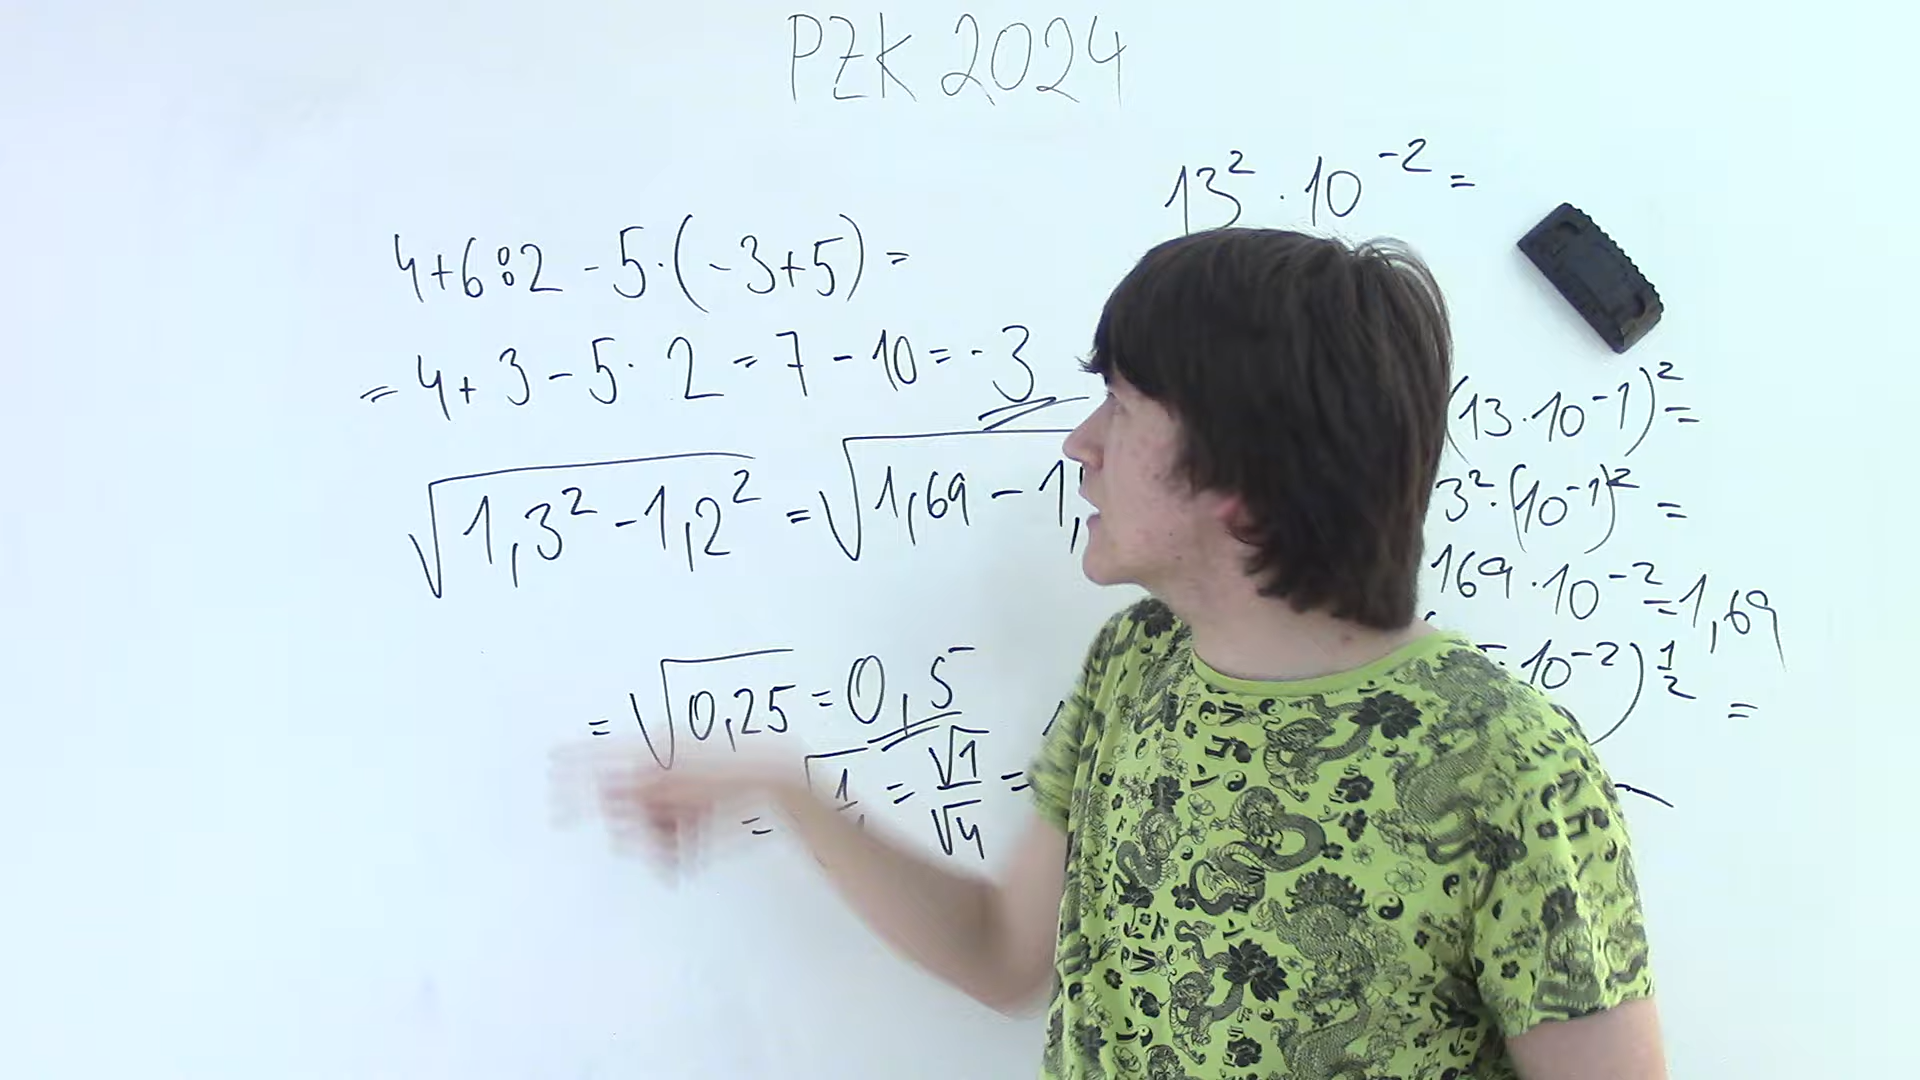 PZK 2024
4+6:2 - 5·(-3+5) =
= 4+3-5·2 = 7-10 = -3
√1,3² - 1,2² = √1,69 - 1,
= √0,25 = 0,5
= √1 = √1/√4 =
13² · 10⁻² =
(13·10⁻¹)² =
3²·(10⁻¹)² =
169·10⁻² = 1,69
·10⁻²)^1/2 =